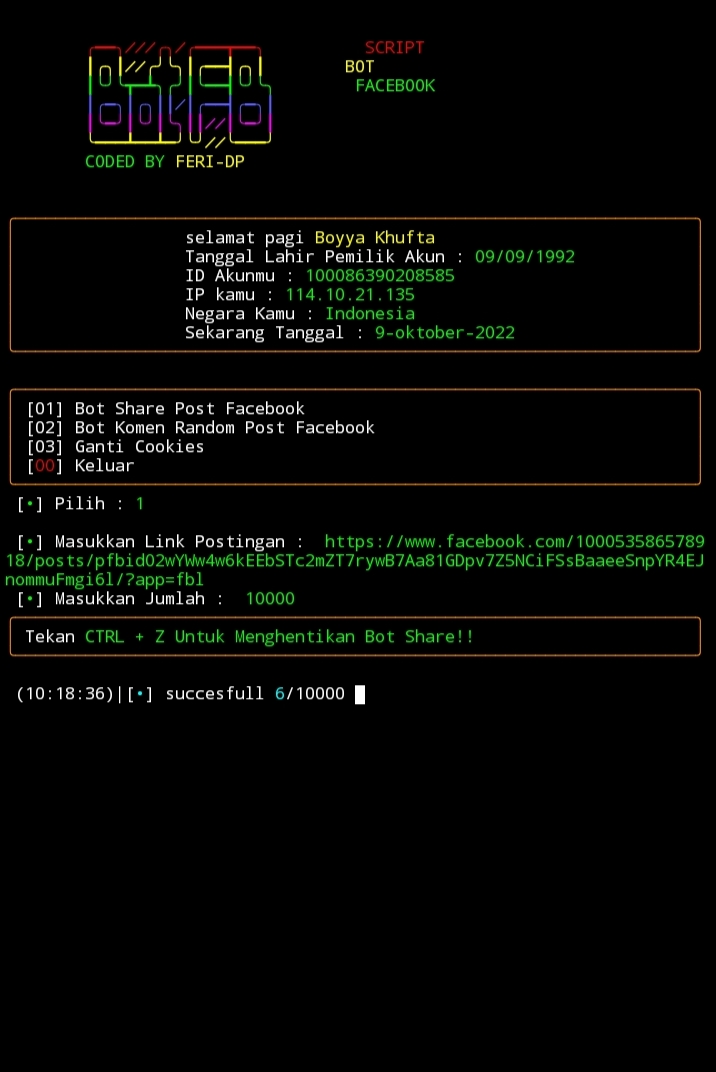 SCRIPT
BOT
FACEBOOK
CODED BY FERI-DP
selamat pagi Boyya Khufta
Tanggal Lahir Pemilik Akun : 09/09/1992
ID Akunmu : 100086390208585
IP kamu : 114.10.21.135
Negara Kamu : Indonesia
Sekarang Tanggal : 9-oktober-2022
[01] Bot Share Post Facebook
[02] Bot Komen Random Post Facebook
[03] Ganti Cookies
[00] Keluar
[•] Pilih : 1
[•] Masukkan Link Postingan :  https://www.facebook.com/1000535865789
18/posts/pfbid02wYWw4w6kEEbSTc2mZT7rywB7Aa81GDpv7Z5NCiFSsBaaeeSnpYR4EJ
nommuFmgi6l/?app=fbl
[•] Masukkan Jumlah :  10000
Tekan CTRL + Z Untuk Menghentikan Bot Share!!
(10:18:36)|[•] succesfull 6/10000